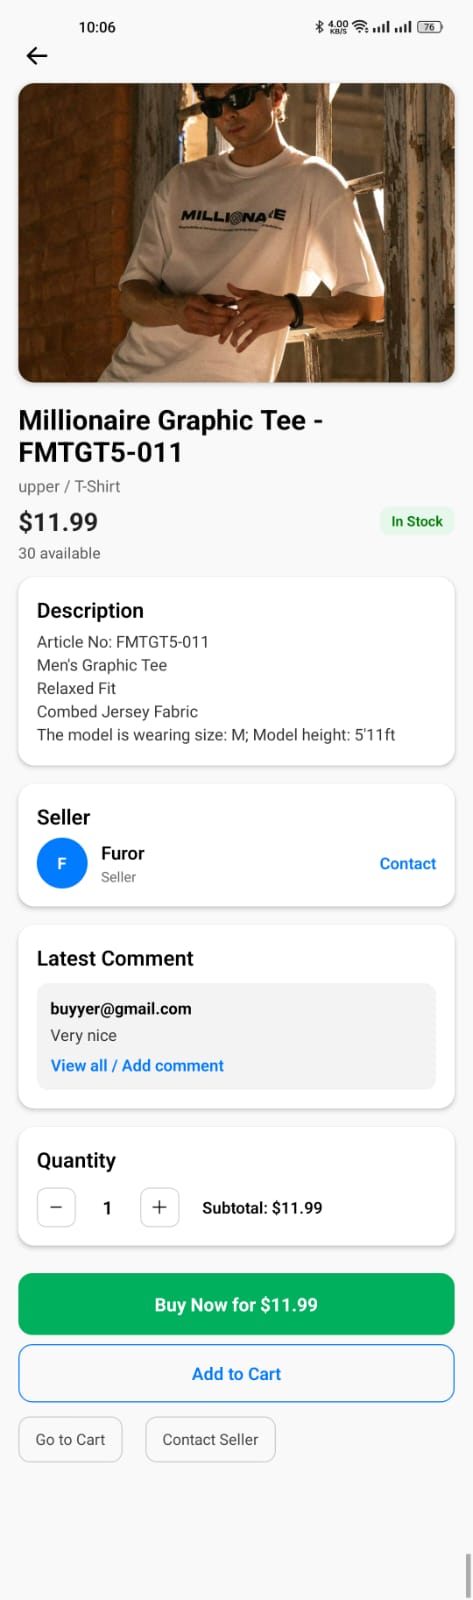 10:06
4.00
KB/S
76
MILLIONAIRE
Millionaire Graphic Tee -
FMTGT5-011
upper / T-Shirt
$11.99
In Stock
30 available
Description
Article No: FMTGT5-011
Men's Graphic Tee
Relaxed Fit
Combed Jersey Fabric
The model is wearing size: M; Model height: 5'11ft
Seller
F
Furor
Seller
Contact
Latest Comment
buyyer@gmail.com
Very nice
View all / Add comment
Quantity
−
1
+
Subtotal: $11.99
Buy Now for $11.99
Add to Cart
Go to Cart
Contact Seller